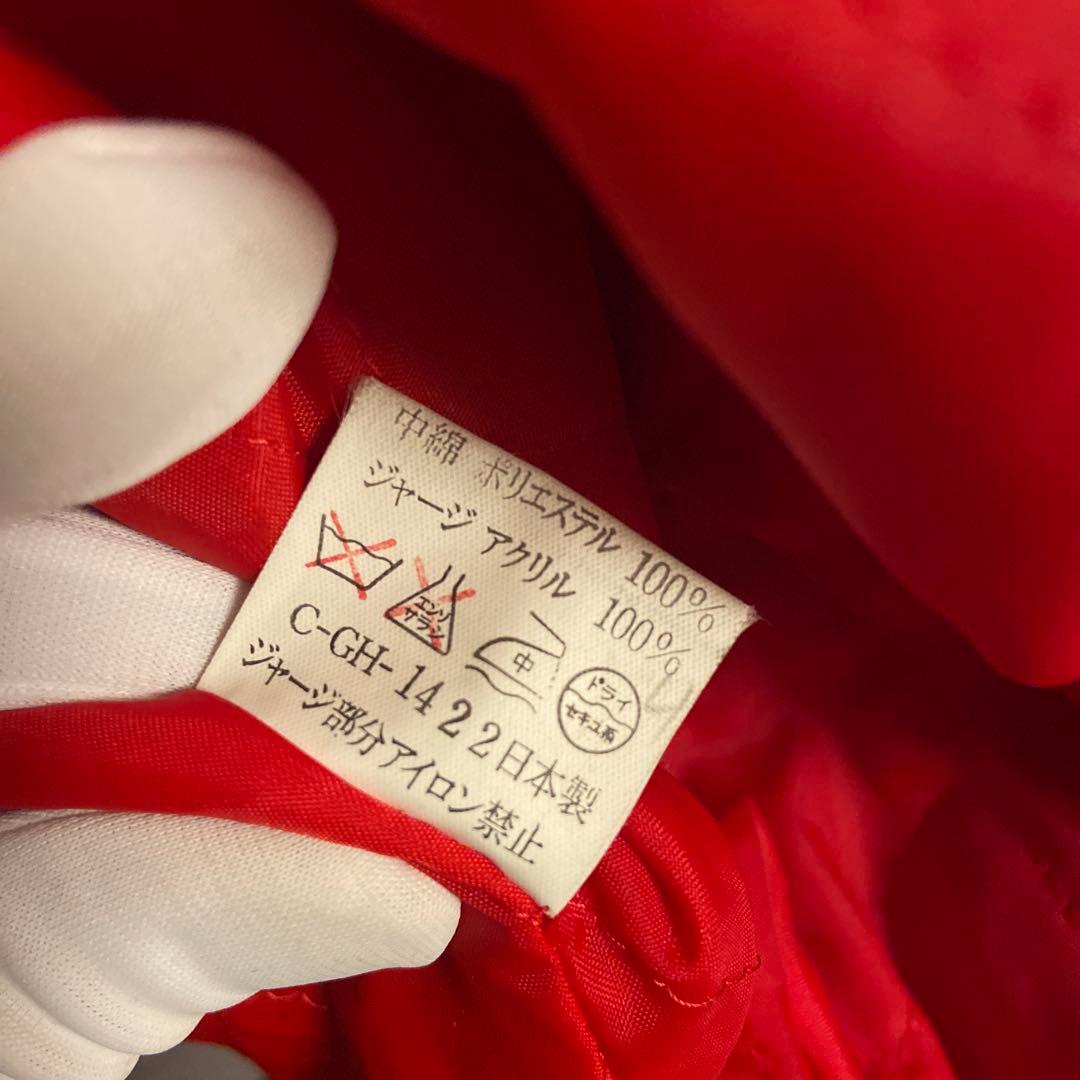 中綿 ポリエステル 100%
ジャージ アクリル 100%
エンソ
サラシ
中
ドライ
セキユ系
C-GH-1422日本製
ジャージ部分アイロン禁止